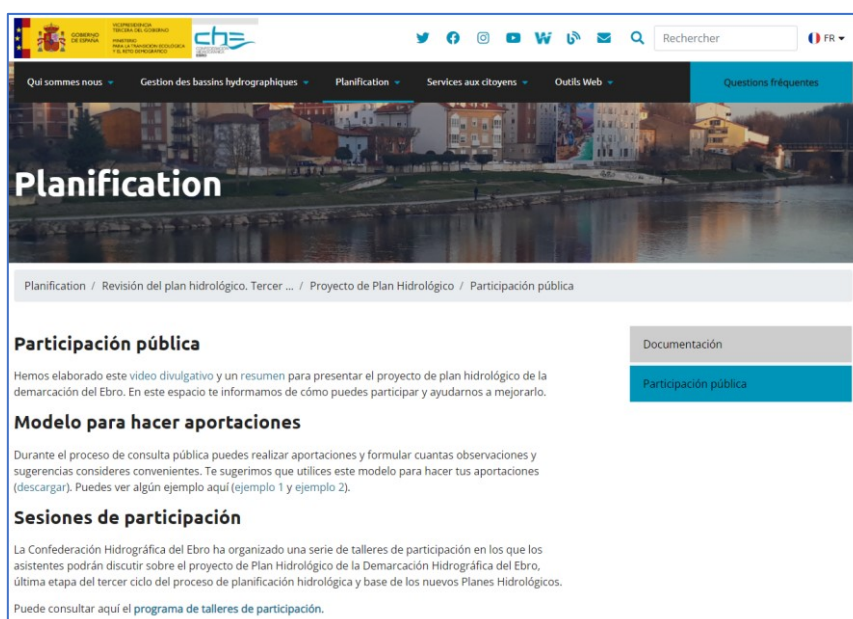 GOBIERNO
DE ESPAÑA
VICEPRESIDENCIA
TERCERA DEL GOBIERNO
MINISTERIO
PARA LA TRANSICIÓN ECOLÓGICA
Y EL RETO DEMOGRÁFICO
che
Rechercher
FR
Qui sommes nous
Gestion des bassins hydrographiques
Planification
Services aux citoyens
Outils Web
Questions fréquentes
Planification
Planification / Revisión del plan hidrológico. Tercer ... / Proyecto de Plan Hidrológico / Participación pública
Participación pública
Hemos elaborado este video divulgativo y un resumen para presentar el proyecto de plan hidrológico de la
demarcación del Ebro. En este espacio te informamos de cómo puedes participar y ayudarnos a mejorarlo.
Modelo para hacer aportaciones
Durante el proceso de consulta pública puedes realizar aportaciones y formular cuantas observaciones y
sugerencias consideres convenientes. Te sugerimos que utilices este modelo para hacer tus aportaciones
(descargar). Puedes ver algún ejemplo aquí (ejemplo 1 y ejemplo 2).
Sesiones de participación
La Confederación Hidrográfica del Ebro ha organizado una serie de talleres de participación en los que los
asistentes podrán discutir sobre el proyecto de Plan Hidrológico de la Demarcación Hidrográfica del Ebro,
última etapa del tercer ciclo del proceso de planificación hidrológica y base de los nuevos Planes Hidrológicos.
Puede consultar aquí el programa de talleres de participación.
Documentación
Participación pública